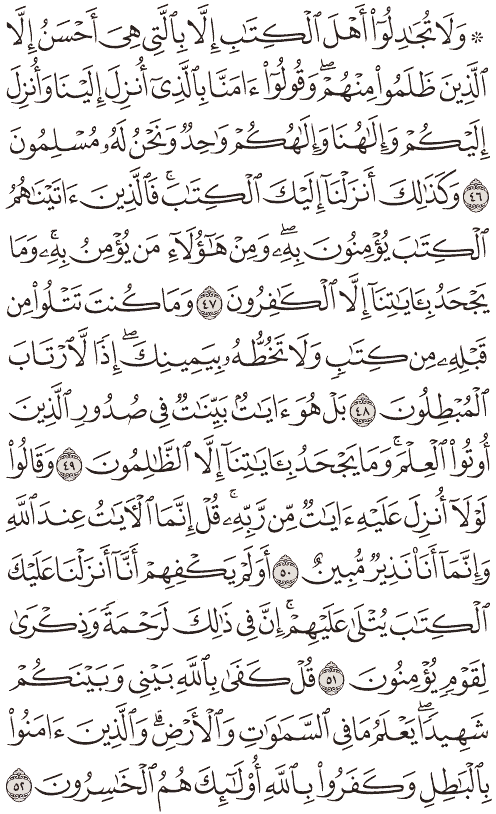 ۞ وَلَا تُجَٰدِلُوٓا۟ أَهْلَ ٱلْكِتَٰبِ إِلَّا بِٱلَّتِى هِىَ أَحْسَنُ إِلَّا
ٱلَّذِينَ ظَلَمُوا۟ مِنْهُمْ ۖ وَقُولُوٓا۟ ءَامَنَّا بِٱلَّذِىٓ أُنزِلَ إِلَيْنَا وَأُنزِلَ
إِلَيْكُمْ وَإِلَٰهُنَا وَإِلَٰهُكُمْ وَٰحِدٌ وَنَحْنُ لَهُۥ مُسْلِمُونَ
٤٦ وَكَذَٰلِكَ أَنزَلْنَآ إِلَيْكَ ٱلْكِتَٰبَ ۚ فَٱلَّذِينَ ءَاتَيْنَٰهُمُ
ٱلْكِتَٰبَ يُؤْمِنُونَ بِهِۦ ۖ وَمِنْ هَٰٓؤُلَآءِ مَن يُؤْمِنُ بِهِۦ ۚ وَمَا
يَجْحَدُ بِـَٔايَٰتِنَآ إِلَّا ٱلْكَٰفِرُونَ ٤٧ وَمَا كُنتَ تَتْلُوا۟ مِن
قَبْلِهِۦ مِن كِتَٰبٍ وَلَا تَخُطُّهُۥ بِيَمِينِكَ ۖ إِذًا لَّٱرْتَابَ
ٱلْمُبْطِلُونَ ٤٨ بَلْ هُوَ ءَايَٰتٌۢ بَيِّنَٰتٌ فِى صُدُورِ ٱلَّذِينَ
أُوتُوا۟ ٱلْعِلْمَ ۚ وَمَا يَجْحَدُ بِـَٔايَٰتِنَآ إِلَّا ٱلظَّٰلِمُونَ ٤٩ وَقَالُوا۟
لَوْلَآ أُنزِلَ عَلَيْهِ ءَايَٰتٌ مِّن رَّبِّهِۦ ۖ قُلْ إِنَّمَا ٱلْـَٔايَٰتُ عِندَ ٱللَّهِ
وَإِنَّمَآ أَنَا۠ نَذِيرٌ مُّبِينٌ ٥٠ أَوَلَمْ يَكْفِهِمْ أَنَّآ أَنزَلْنَا عَلَيْكَ
ٱلْكِتَٰبَ يُتْلَىٰ عَلَيْهِمْ ۚ إِنَّ فِى ذَٰلِكَ لَرَحْمَةً وَذِكْرَىٰ
لِقَوْمٍ يُؤْمِنُونَ ٥١ قُلْ كَفَىٰ بِٱللَّهِ بَيْنِى وَبَيْنَكُمْ
شَهِيدًا ۖ يَعْلَمُ مَا فِى ٱلسَّمَٰوَٰتِ وَٱلْأَرْضِ ۗ وَٱلَّذِينَ ءَامَنُوا۟
بِٱلْبَٰطِلِ وَكَفَرُوا۟ بِٱللَّهِ أُو۟لَٰٓئِكَ هُمُ ٱلْخَٰسِرُونَ ٥٢